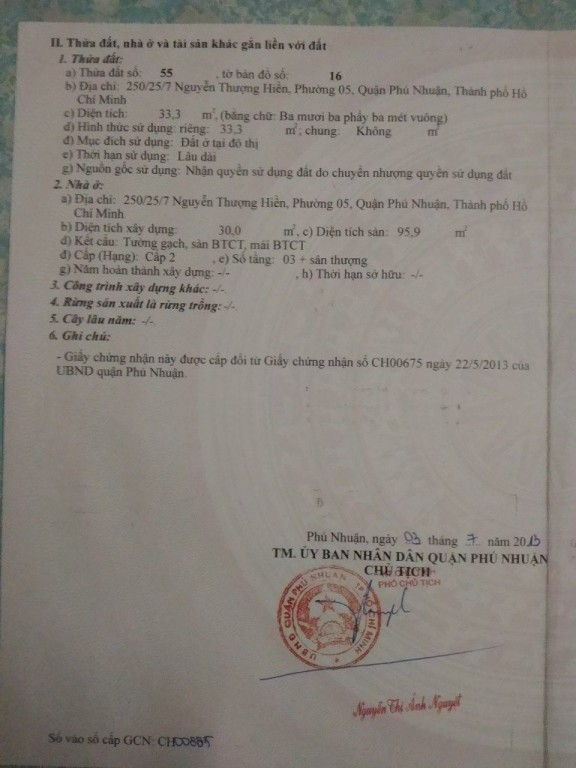 II. Thửa đất, nhà ở và tài sản khác gắn liền với đất
1. Thửa đất:
a) Thửa đất số: 55 , tờ bản đồ số: 16
b) Địa chỉ: 250/25/7 Nguyễn Thượng Hiền, Phường 05, Quận Phú Nhuận, Thành phố Hồ
Chí Minh
c) Diện tích: 33,3 m², (bằng chữ: Ba mươi ba phẩy ba mét vuông)
d) Hình thức sử dụng: riêng: 33,3 m², chung: Không m²
đ) Mục đích sử dụng: Đất ở tại đô thị
e) Thời hạn sử dụng: Lâu dài
g) Nguồn gốc sử dụng: Nhận quyền sử dụng đất do chuyển nhượng quyền sử dụng đất
2. Nhà ở:
a) Địa chỉ: 250/25/7 Nguyễn Thượng Hiền, Phường 05, Quận Phú Nhuận, Thành phố Hồ
Chí Minh
b) Diện tích xây dựng: 30,0 m², c) Diện tích sàn: 95,9 m²
d) Kết cấu: Tường gạch, sàn BTCT, mái BTCT
đ) Cấp (Hạng): Cấp 2 , e) Số tầng: 03 + sân thượng
g) Năm hoàn thành xây dựng: -/- , h) Thời hạn sở hữu: -/-
3. Công trình xây dựng khác: -/-
4. Rừng sản xuất là rừng trồng: -/-
5. Cây lâu năm: -/-
6. Ghi chú:
- Giấy chứng nhận này được cấp đổi từ Giấy chứng nhận số CH00675 ngày 22/5/2013 của
UBND quận Phú Nhuận.
Phú Nhuận, ngày 03 tháng 7 năm 2013
TM. ỦY BAN NHÂN DÂN QUẬN PHÚ NHUẬN
CHỦ TỊCH
PHÓ CHỦ TỊCH
U.B.N.D QUẬN PHÚ NHUẬN T.P HỒ CHÍ MINH
Nguyễn Thị Ánh Nguyệt
Số vào sổ cấp GCN: CH00885